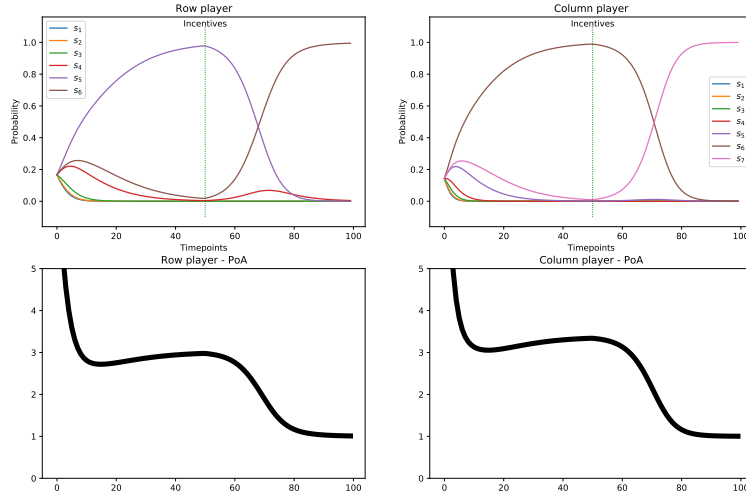 Row player
Incentives
s1
s2
s3
s4
s5
s6
Probability
0.0
0.2
0.4
0.6
0.8
1.0
0 20 40 60 80 100
Timepoints
Column player
Incentives
s1
s2
s3
s4
s5
s6
s7
Probability
0.0
0.2
0.4
0.6
0.8
1.0
0 20 40 60 80 100
Timepoints
Row player - PoA
0
1
2
3
4
5
0 20 40 60 80 100
Column player - PoA
0
1
2
3
4
5
0 20 40 60 80 100